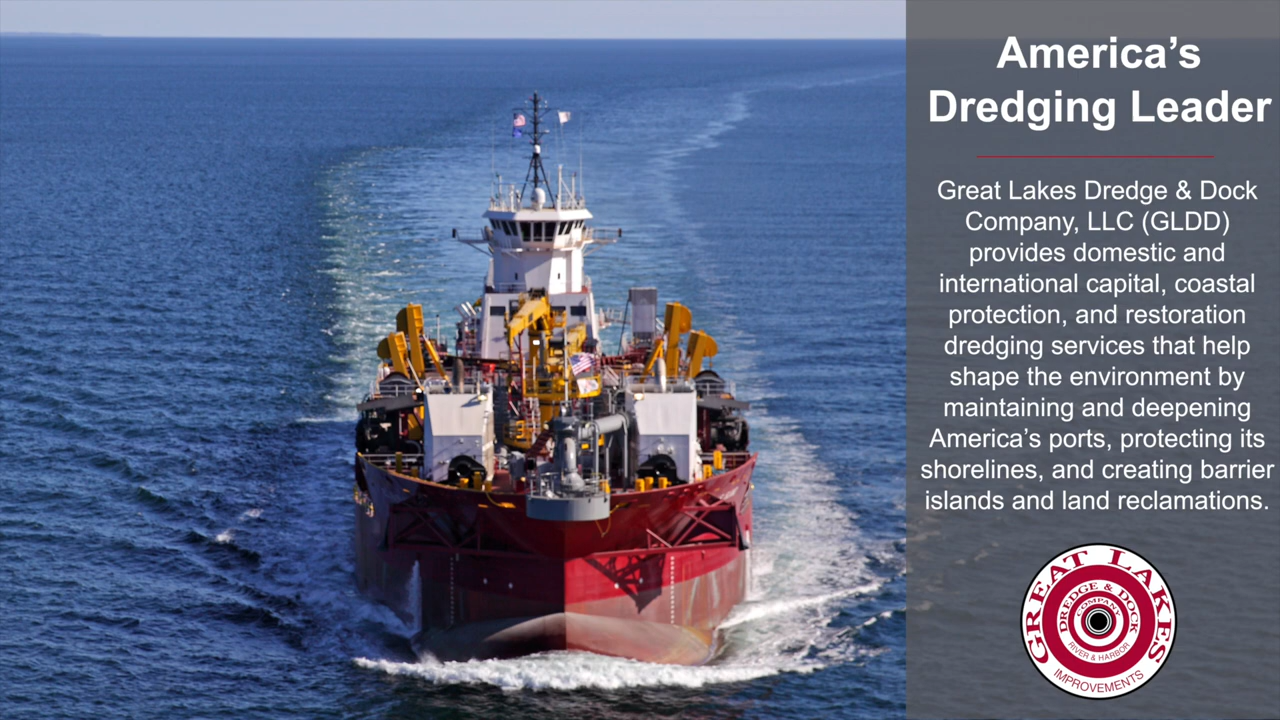 America’s
Dredging Leader
Great Lakes Dredge & Dock
Company, LLC (GLDD)
provides domestic and
international capital, coastal
protection, and restoration
dredging services that help
shape the environment by
maintaining and deepening
America’s ports, protecting its
shorelines, and creating barrier
islands and land reclamations.
GREAT LAKES
DREDGE & DOCK
COMPANY
RIVER & HARBOR
IMPROVEMENTS